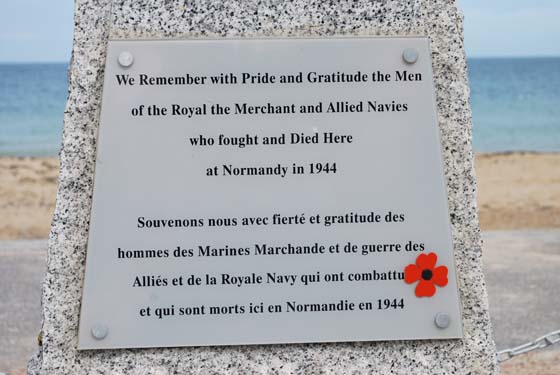 We Remember with Pride and Gratitude the Men
of the Royal the Merchant and Allied Navies
who fought and Died Here
at Normandy in 1944
Souvenons nous avec fierté et gratitude des
hommes des Marines Marchande et de guerre des
Alliés et de la Royale Navy qui ont combattu
et qui sont morts ici en Normandie en 1944